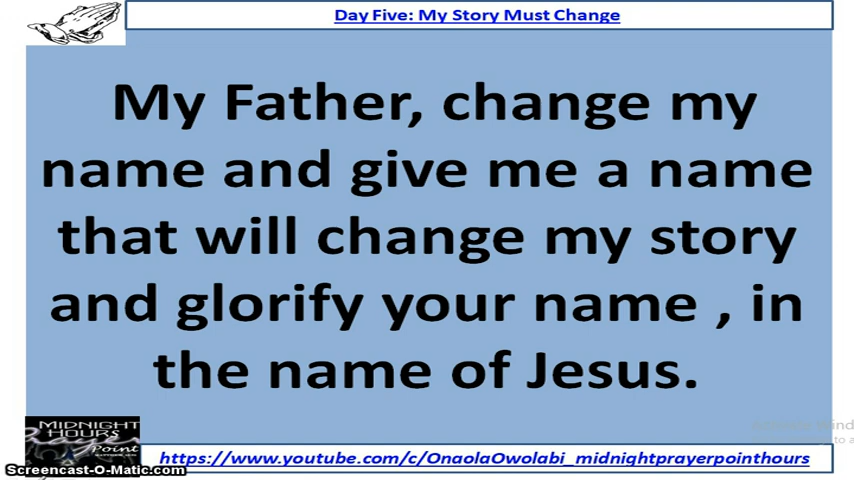 Day Five: My Story Must Change
My Father, change my
name and give me a name
that will change my story
and glorify your name , in
the name of Jesus.
MIDNIGHT
HOURS
Prayer
Point
https://www.youtube.com/c/OnaolaOwolabi_midnightprayerpointhours
Screencast-O-Matic.com